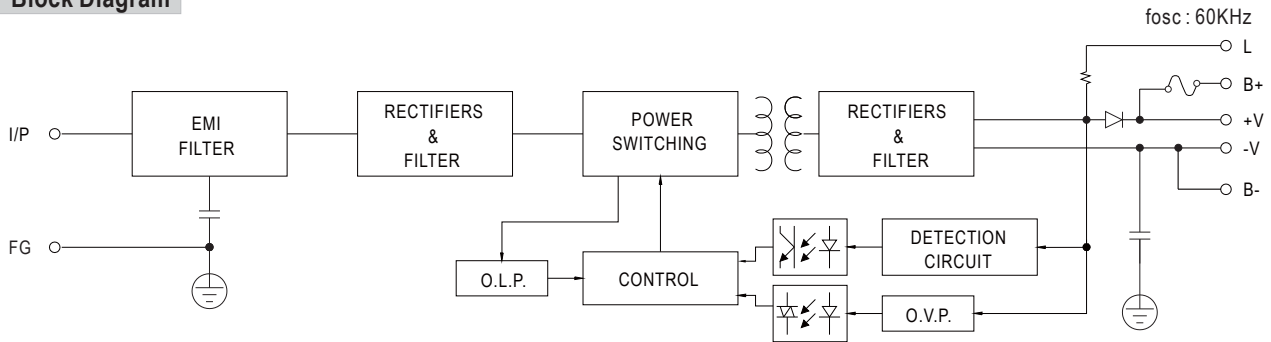 Block Diagram
fosc : 60KHz
L
B+
+V
-V
B-
I/P
EMI
FILTER
RECTIFIERS
&
FILTER
POWER
SWITCHING
RECTIFIERS
&
FILTER
FG
O.L.P.
CONTROL
DETECTION
CIRCUIT
O.V.P.